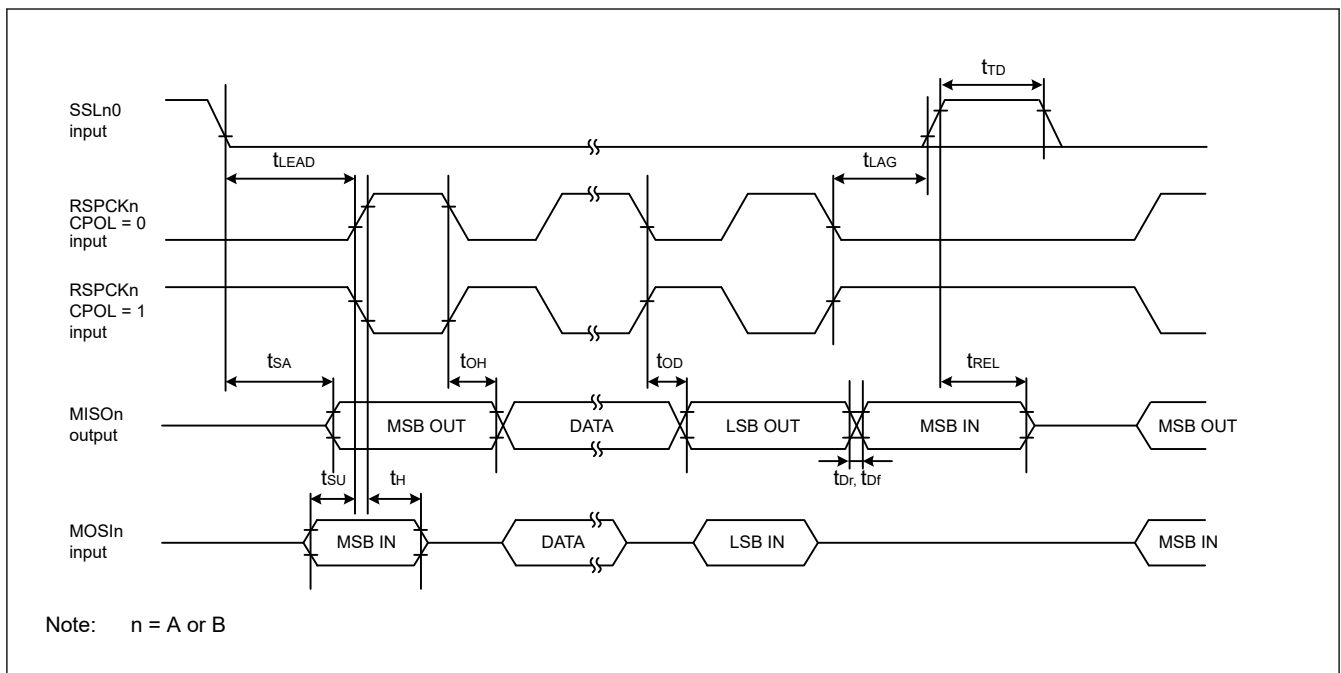 tTD
SSLn0
input
tLEAD
tLAG
RSPCKn
CPOL = 0
input
RSPCKn
CPOL = 1
input
tSA
tOH
tOD
tREL
MISOn
output
MSB OUT
DATA
LSB OUT
MSB IN
MSB OUT
tSU
tH
tDr, tDf
MOSIn
input
MSB IN
DATA
LSB IN
MSB IN
Note: n = A or B